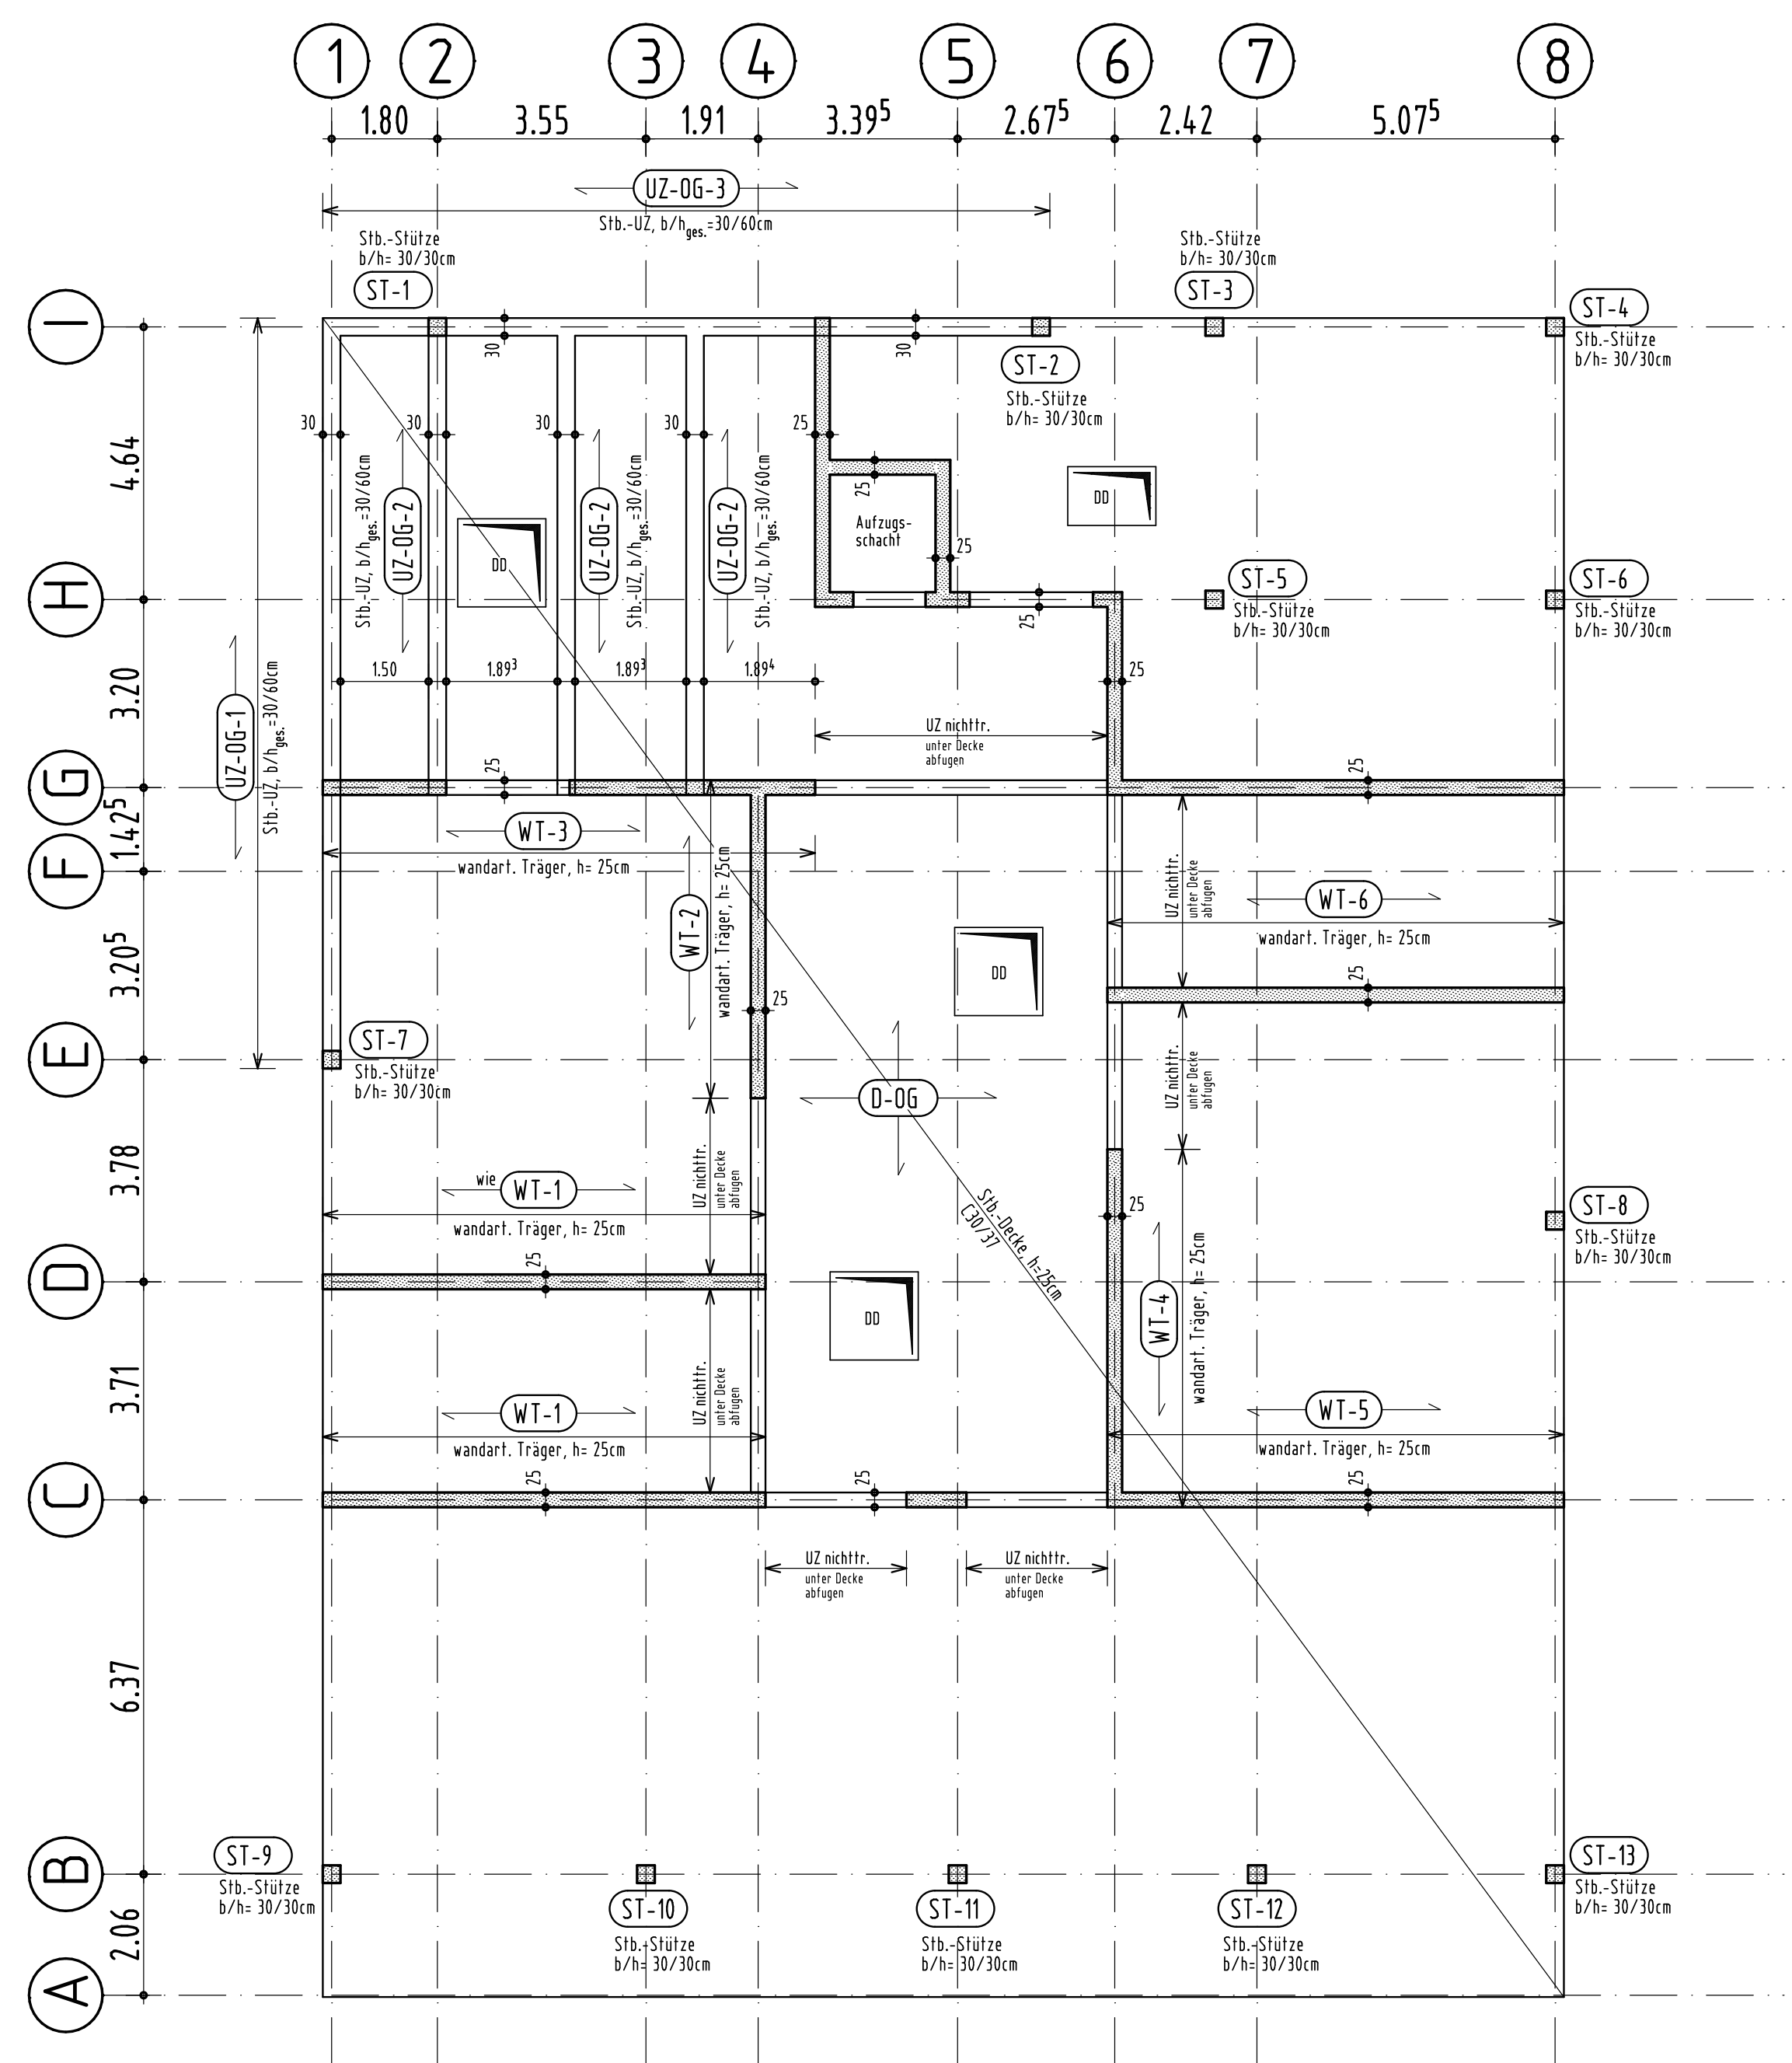 1 2 3 4 5 6 7 8
1.80 3.55 1.91 3.39⁵ 2.67⁵ 2.42 5.07⁵
UZ-OG-3
Stb.-UZ, b/hges.=30/60cm
Stb.-Stütze
b/h= 30/30cm
ST-1
Stb.-Stütze
b/h= 30/30cm
ST-3
ST-4
Stb.-Stütze
b/h= 30/30cm
I
30
30
ST-2
Stb.-Stütze
b/h= 30/30cm
30
30
30
30
25
4.64
Stb.-UZ, b/hges.=30/60cm
UZ-OG-2
Stb.-UZ, b/hges.=30/60cm
UZ-OG-2
Stb.-UZ, b/hges.=30/60cm
UZ-OG-2
DD
25
Aufzugs-
schacht
25
DD
H
25
ST-5
Stb.-Stütze
b/h= 30/30cm
ST-6
Stb.-Stütze
b/h= 30/30cm
3.20
1.50
1.89³
1.89³
1.89⁴
25
UZ-OG-1
Stb.-UZ, b/hges.=30/60cm
UZ nichttr.
unter Decke
abfugen
G
25
25
1.425
WT-3
wandart. Träger, h= 25cm
F
WT-2
wandart. Träger, h= 25cm
25
UZ nichttr.
unter Decke
abfugen
WT-6
wandart. Träger, h= 25cm
3.20⁵
DD
25
E
ST-7
Stb.-Stütze
b/h= 30/30cm
UZ nichttr.
unter Decke
abfugen
D-OG
3.78
wie
WT-1
wandart. Träger, h= 25cm
UZ nichttr.
unter Decke
abfugen
Stb.-Decke, h=25cm
C30/37
25
ST-8
Stb.-Stütze
b/h= 30/30cm
D
25
DD
WT-4
wandart. Träger, h= 25cm
3.71
WT-1
wandart. Träger, h= 25cm
UZ nichttr.
unter Decke
abfugen
WT-5
wandart. Träger, h= 25cm
C
25
25
25
UZ nichttr.
unter Decke
abfugen
UZ nichttr.
unter Decke
abfugen
6.37
B
ST-9
Stb.-Stütze
b/h= 30/30cm
ST-10
Stb.-Stütze
b/h= 30/30cm
ST-11
Stb.-Stütze
b/h= 30/30cm
ST-12
Stb.-Stütze
b/h= 30/30cm
ST-13
Stb.-Stütze
b/h= 30/30cm
2.06
A